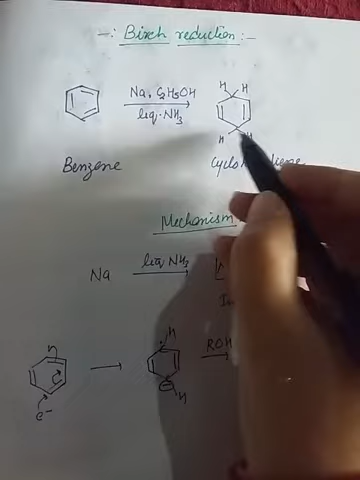 -: Birch reduction:-
H H
Na, C2H5OH
liq. NH3
H
Benzene
Mechanism
Na liq NH3
H
H
ROH
e-
H